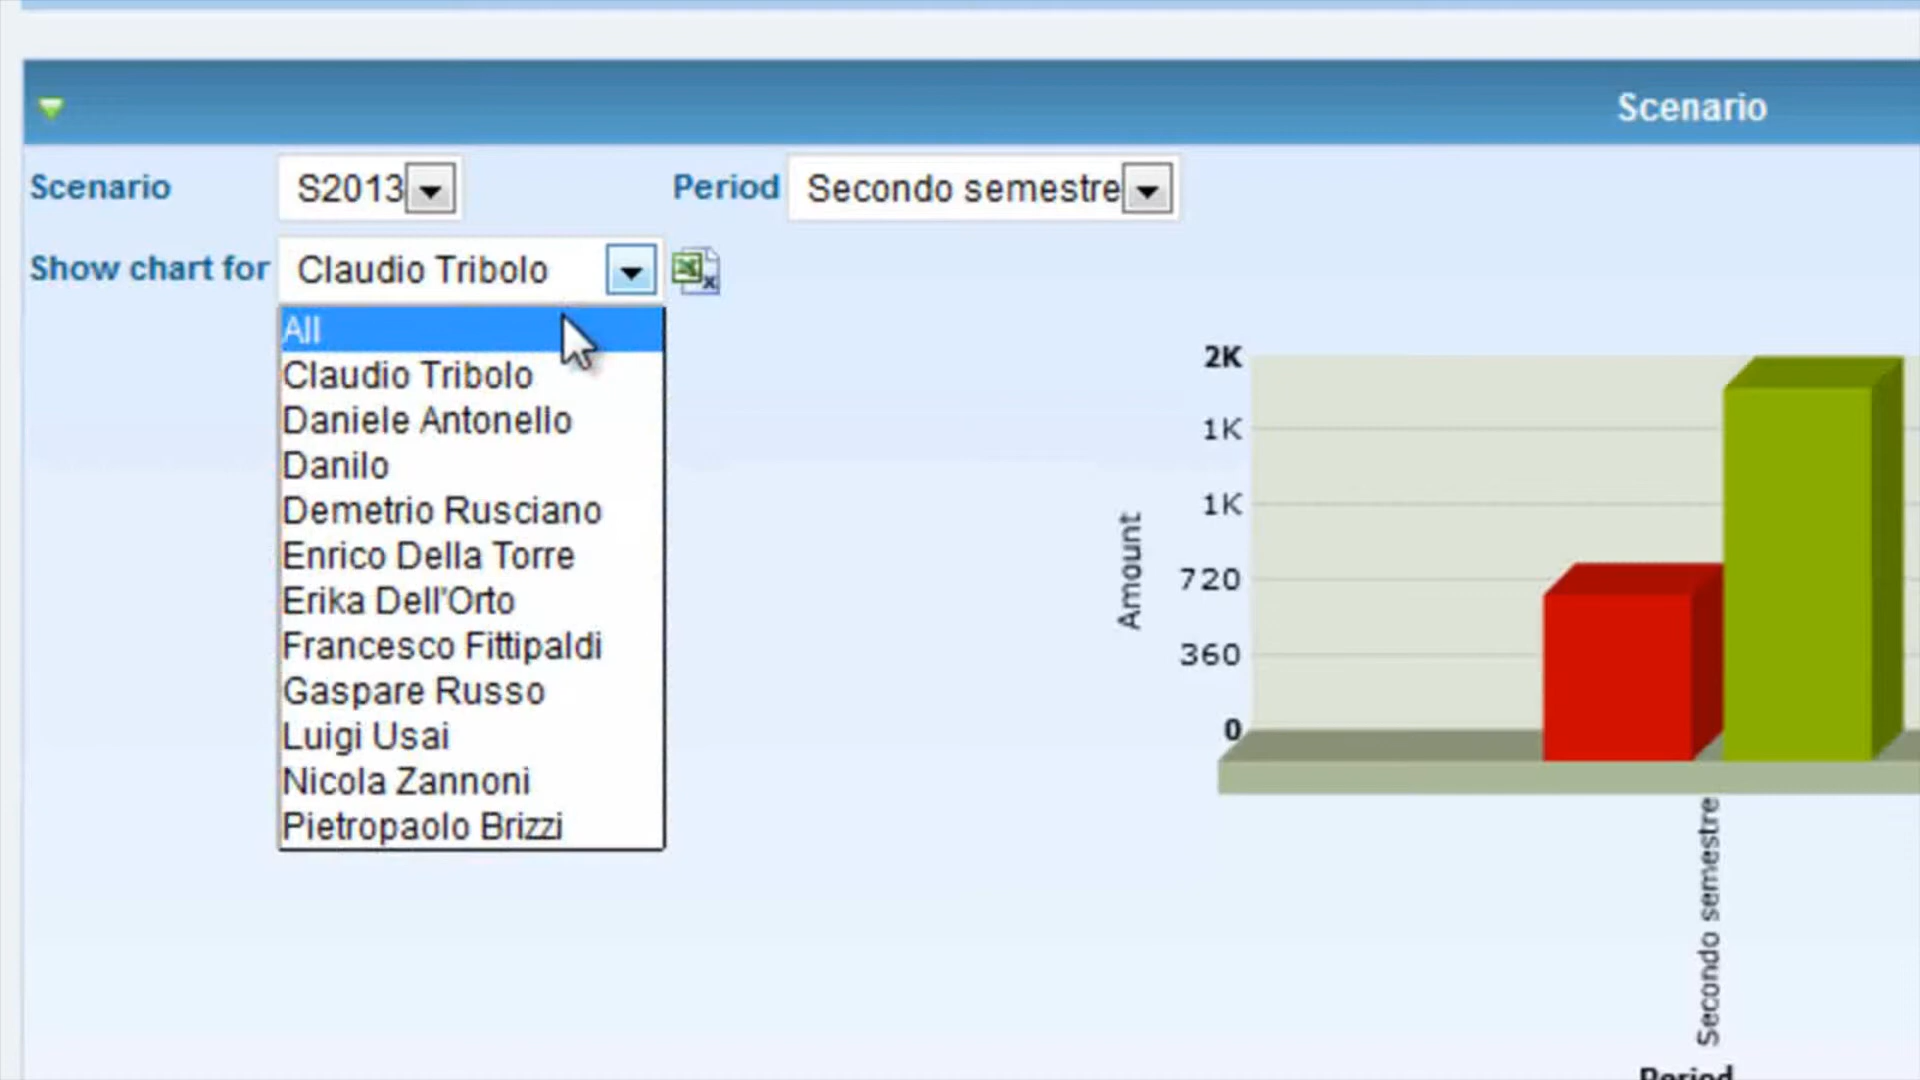 Scenario
Scenario S2013 Period Secondo semestre
Show chart for Claudio Tribolo
All
Claudio Tribolo
Daniele Antonello
Danilo
Demetrio Rusciano
Enrico Della Torre
Erika Dell'Orto
Francesco Fittipaldi
Gaspare Russo
Luigi Usai
Nicola Zannoni
Pietropaolo Brizzi
2K
1K
1K
720
360
0
Amount
Secondo semestre
Period